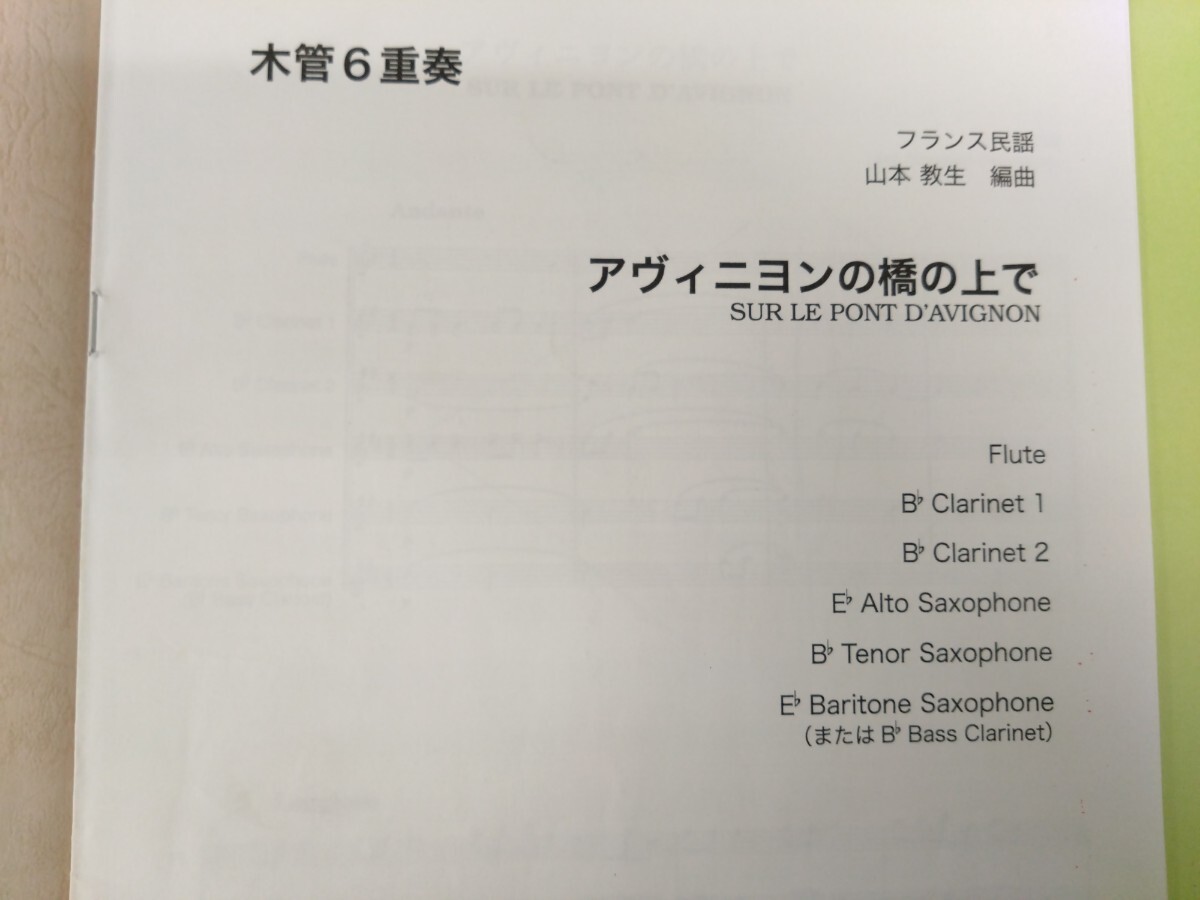 木管6重奏
フランス民謡
山本 教生 編曲
アヴィニヨンの橋の上で
SUR LE PONT D'AVIGNON
Flute
B♭ Clarinet 1
B♭ Clarinet 2
E♭ Alto Saxophone
B♭ Tenor Saxophone
E♭ Baritone Saxophone
(またはB♭ Bass Clarinet)